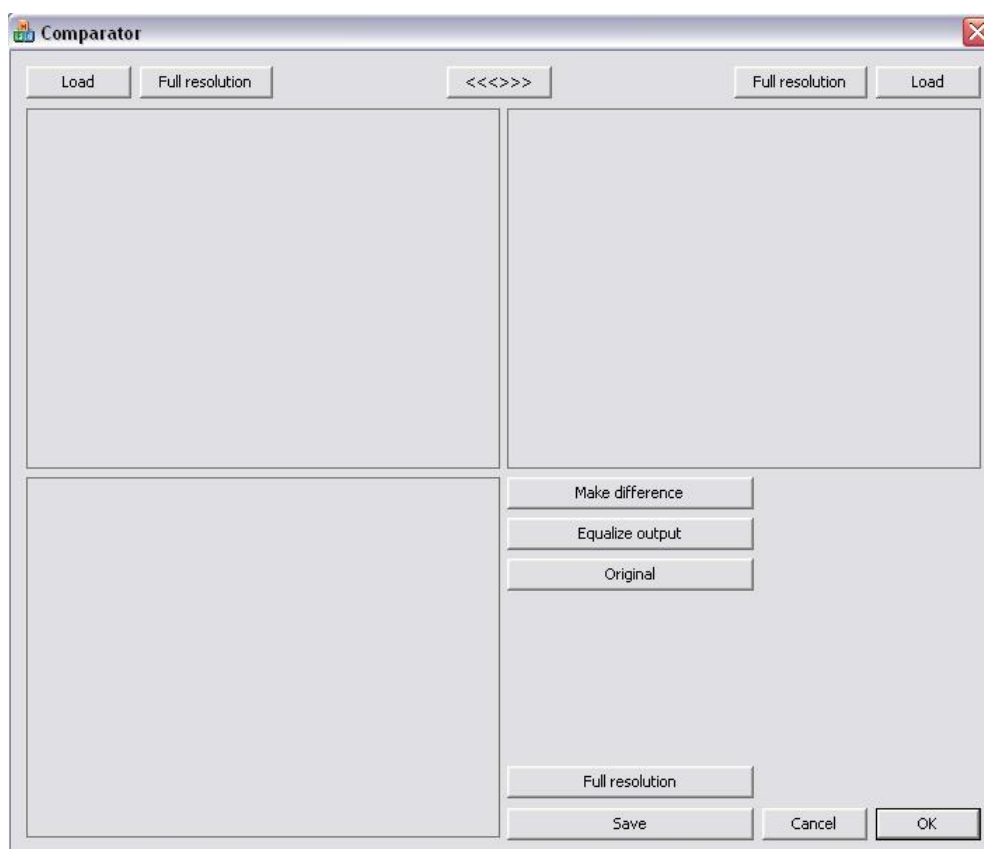 Comparator
Load Full resolution <<<>>> Full resolution Load
Make difference
Equalize output
Original
Full resolution
Save Cancel OK